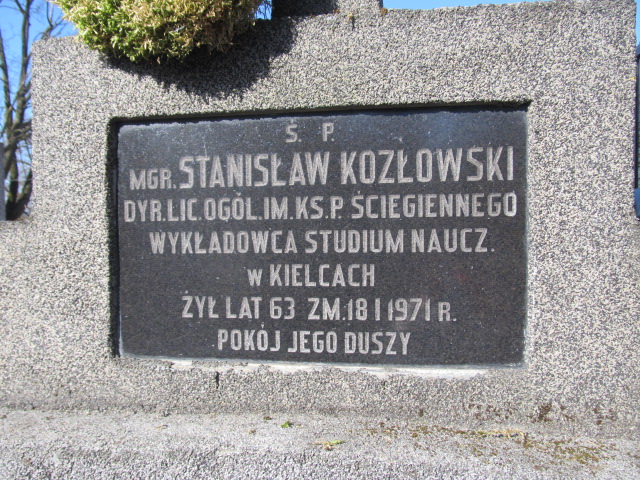 Ś. P.
MGR. STANISŁAW KOZŁOWSKI
DYR. LIC. OGÓL. IM. KS. P. ŚCIEGIENNEGO
WYKŁADOWCA STUDIUM NAUCZ.
W KIELCACH
ŻYŁ LAT 63 ZM. 18 I 1971 R.
POKÓJ JEGO DUSZY